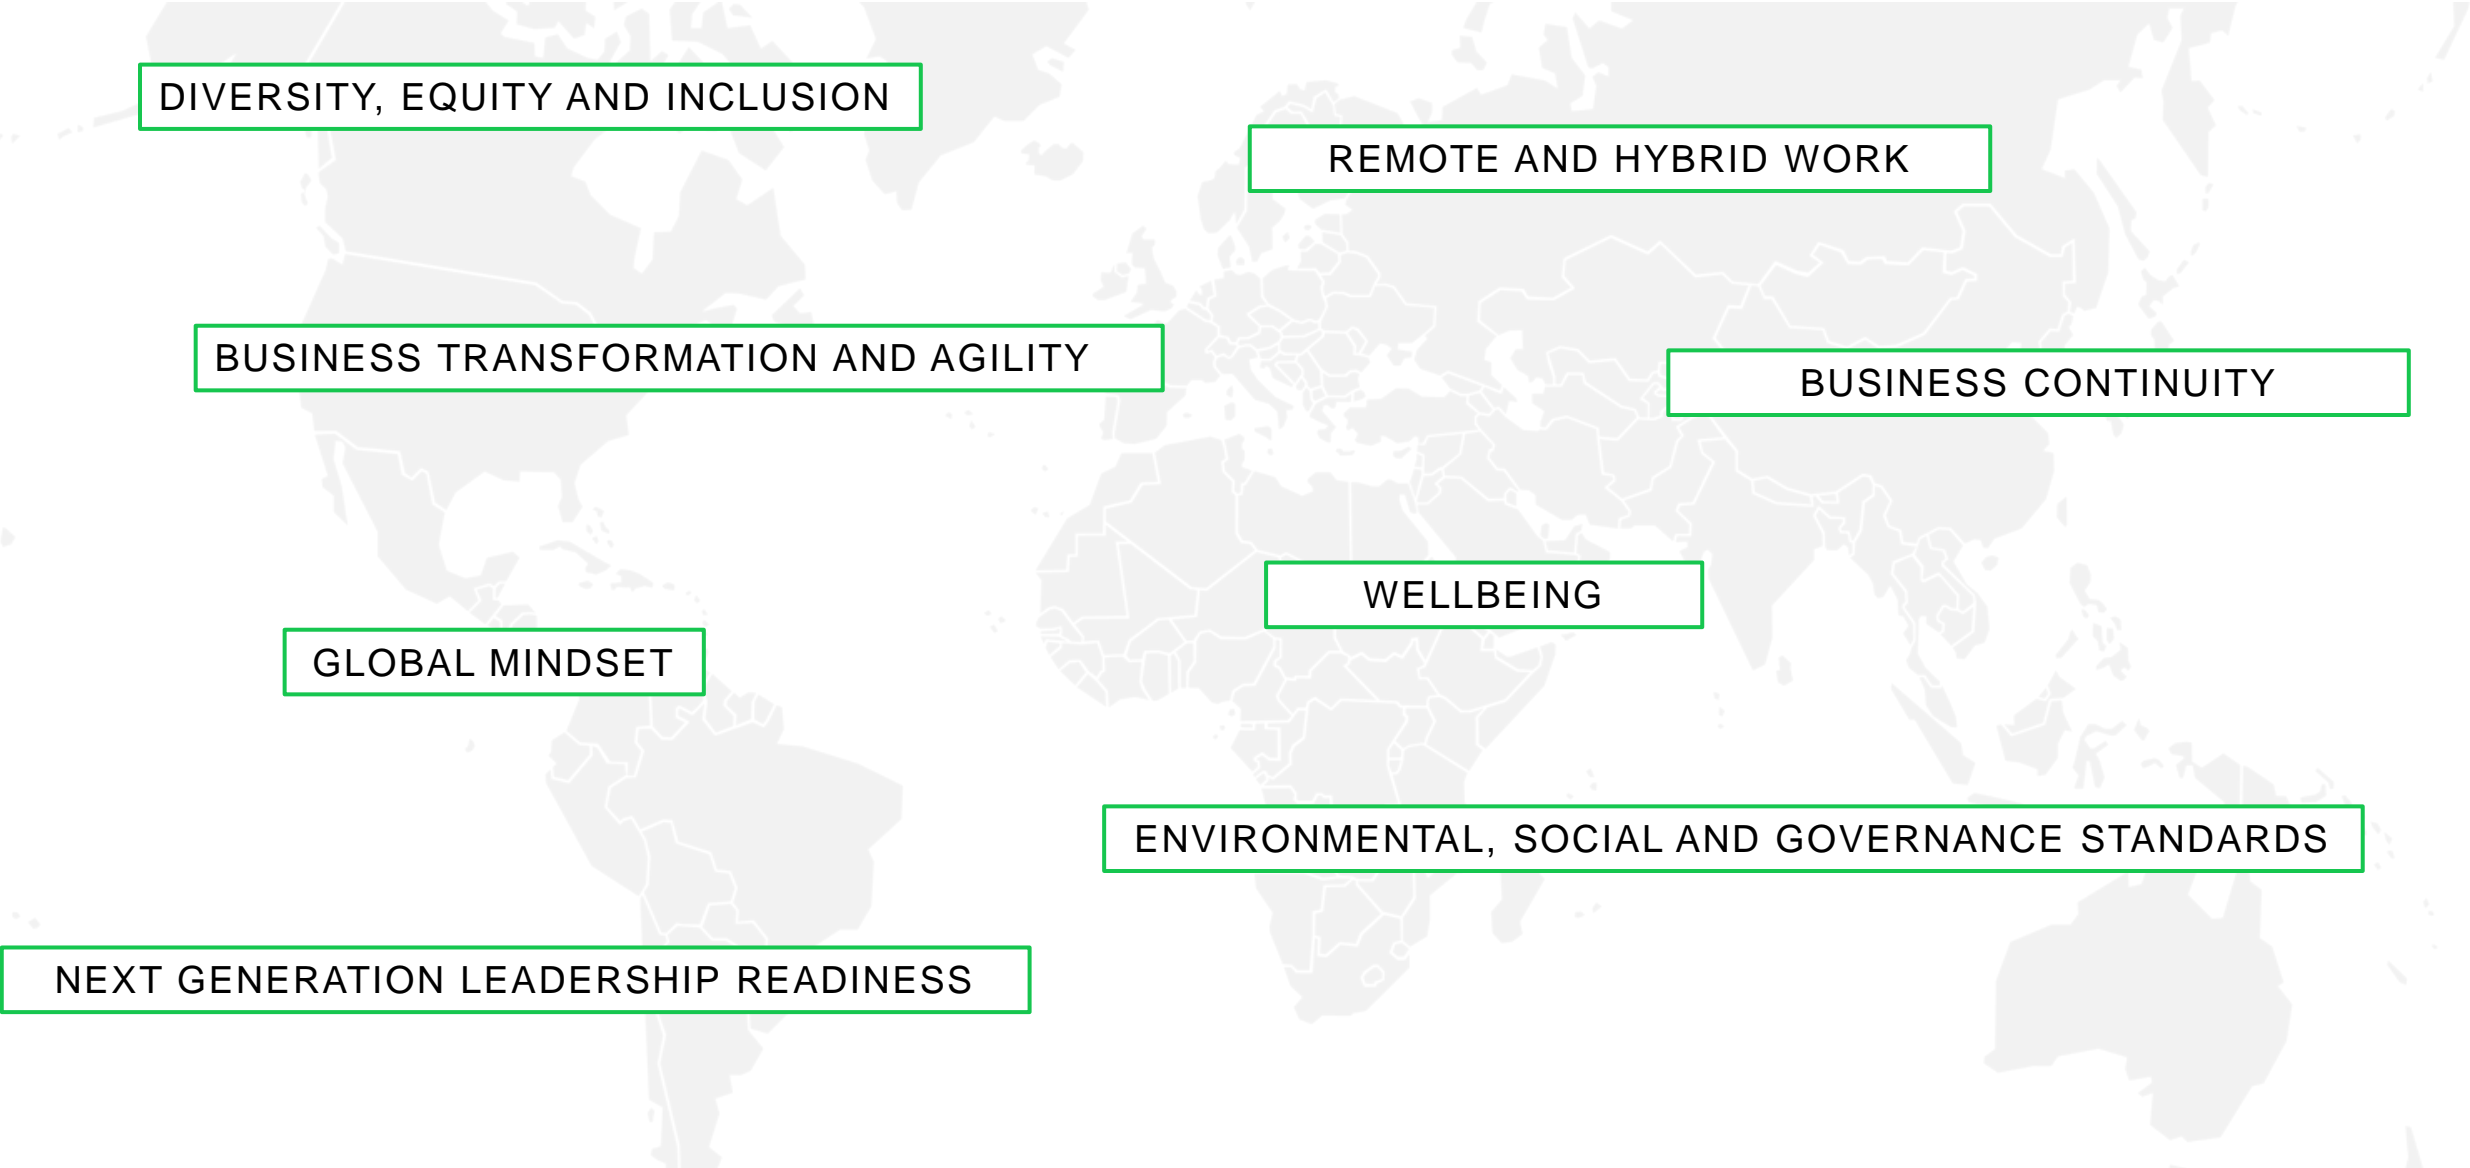 DIVERSITY, EQUITY AND INCLUSION
REMOTE AND HYBRID WORK
BUSINESS TRANSFORMATION AND AGILITY
BUSINESS CONTINUITY
WELLBEING
GLOBAL MINDSET
ENVIRONMENTAL, SOCIAL AND GOVERNANCE STANDARDS
NEXT GENERATION LEADERSHIP READINESS